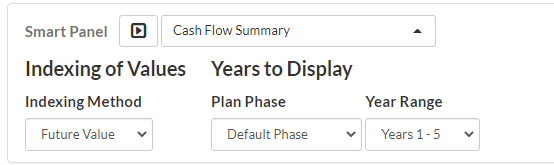 Smart Panel Cash Flow Summary
Indexing of Values Years to Display
Indexing Method Plan Phase Year Range
Future Value Default Phase Years 1 - 5